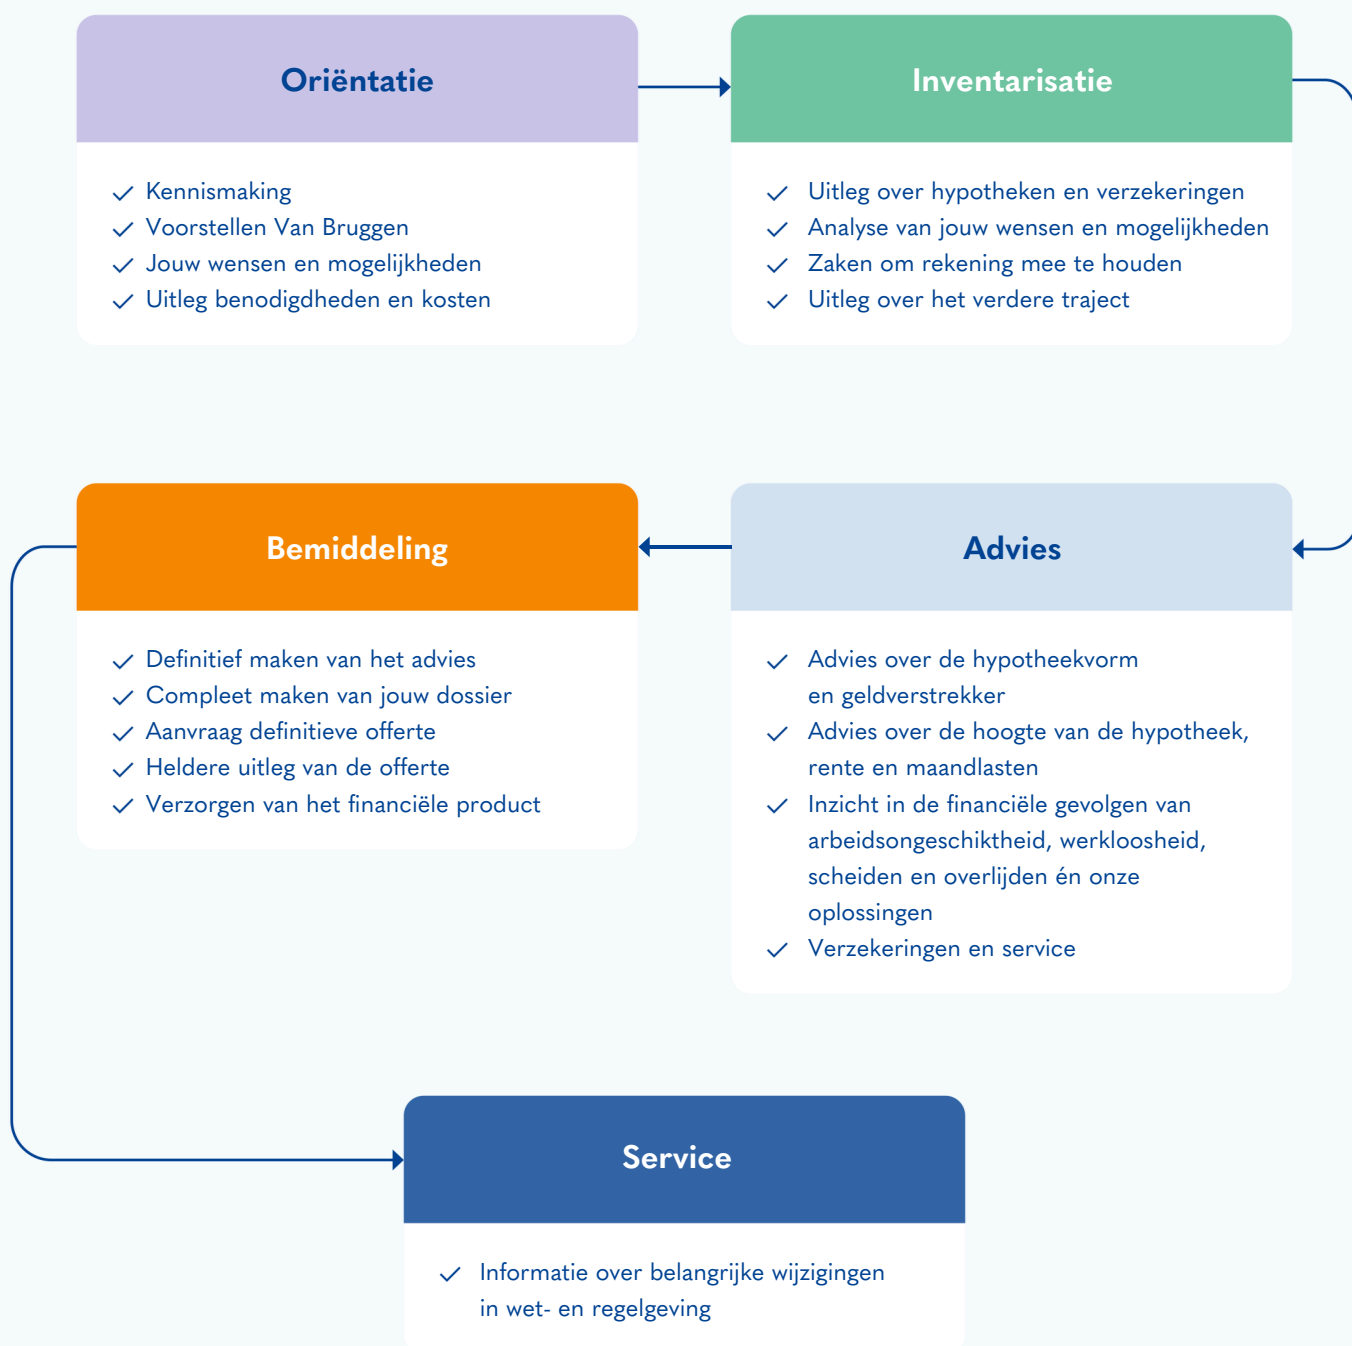 Oriëntatie
Kennismaking
Voorstellen Van Bruggen
Jouw wensen en mogelijkheden
Uitleg benodigdheden en kosten
Inventarisatie
Uitleg over hypotheken en verzekeringen
Analyse van jouw wensen en mogelijkheden
Zaken om rekening mee te houden
Uitleg over het verdere traject
Advies
Advies over de hypotheekvorm
en geldverstrekker
Advies over de hoogte van de hypotheek,
rente en maandlasten
Inzicht in de financiële gevolgen van
arbeidsongeschiktheid, werkloosheid,
scheiden en overlijden én onze
oplossingen
Verzekeringen en service
Bemiddeling
Definitief maken van het advies
Compleet maken van jouw dossier
Aanvraag definitieve offerte
Heldere uitleg van de offerte
Verzorgen van het financiële product
Service
Informatie over belangrijke wijzigingen
in wet- en regelgeving